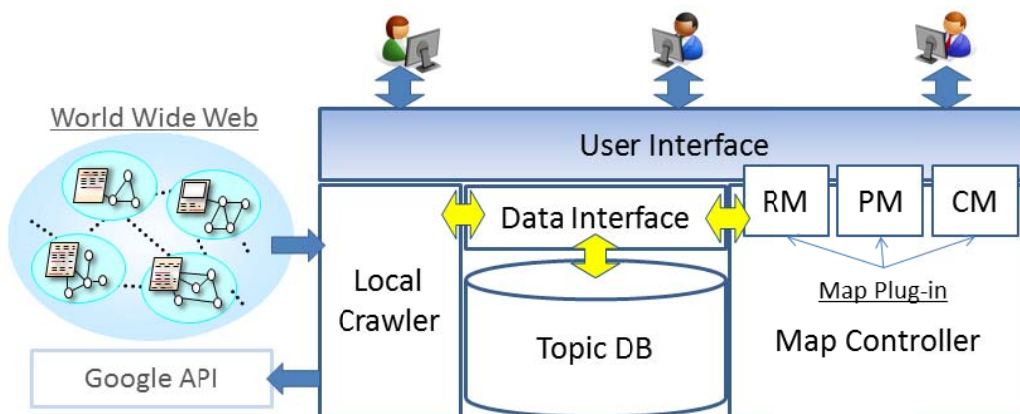 World Wide Web
User Interface
Data Interface
RM
PM
CM
Local
Crawler
Topic DB
Map Plug-in
Map Controller
Google API